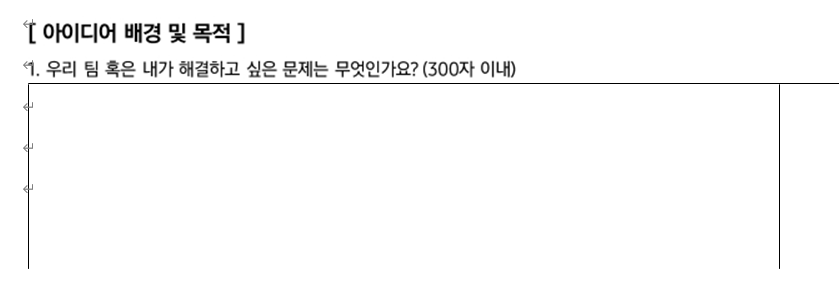 [ 아이디어 배경 및 목적 ]
1. 우리 팀 혹은 내가 해결하고 싶은 문제는 무엇인가요? (300자 이내)